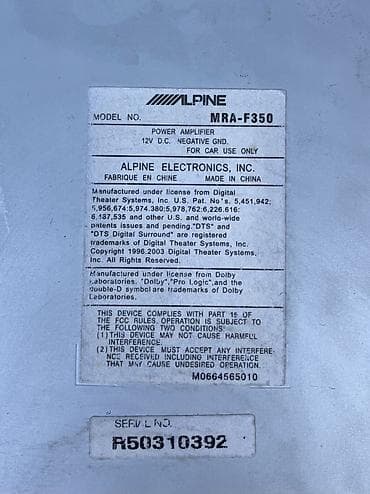 ALPINE
MODEL NO. MRA-F350
POWER AMPLIFIER
12V D.C. NEGATIVE GND.
FOR CAR USE ONLY
ALPINE ELECTRONICS, INC.
FABRIQUE EN CHINE MADE IN CHINA
Manufactured under license from Digital
Theater Systems, Inc. U.S. Pat. No's. 5,451,942;
5,956,674;5,974,380;5,978,762;6,226,616;
6,487,535 and other U.S. and world-wide
patents issues and pending."DTS" and
"DTS Digital Surround" are registered
trademarks of Digital Theater Systems, Inc.
Copyright 1996,2003 Digital Theater Systems,
Inc. All Rights Reserved.
Manufactured under license from Dolby
Laboratories. "Dolby","Pro Logic",and the
double-D symbol are trademarks of Dolby
Laboratories.
THIS DEVICE COMPLIES WITH PART 15 OF
THE FCC RULES. OPERATION IS SUBJECT TO
THE FOLLOWING TWO CONDITIONS:
(1) THIS DEVICE MAY NOT CAUSE HARMFUL
INTERFERENCE.
(2) THIS DEVICE MUST ACCEPT ANY INTERFERE-
NCE RECEIVED INCLUDING INTERFERENCE
THAT MAY CAUSE UNDESIRED OPERATION.
M0664565010
SERIAL NO.
R50310392